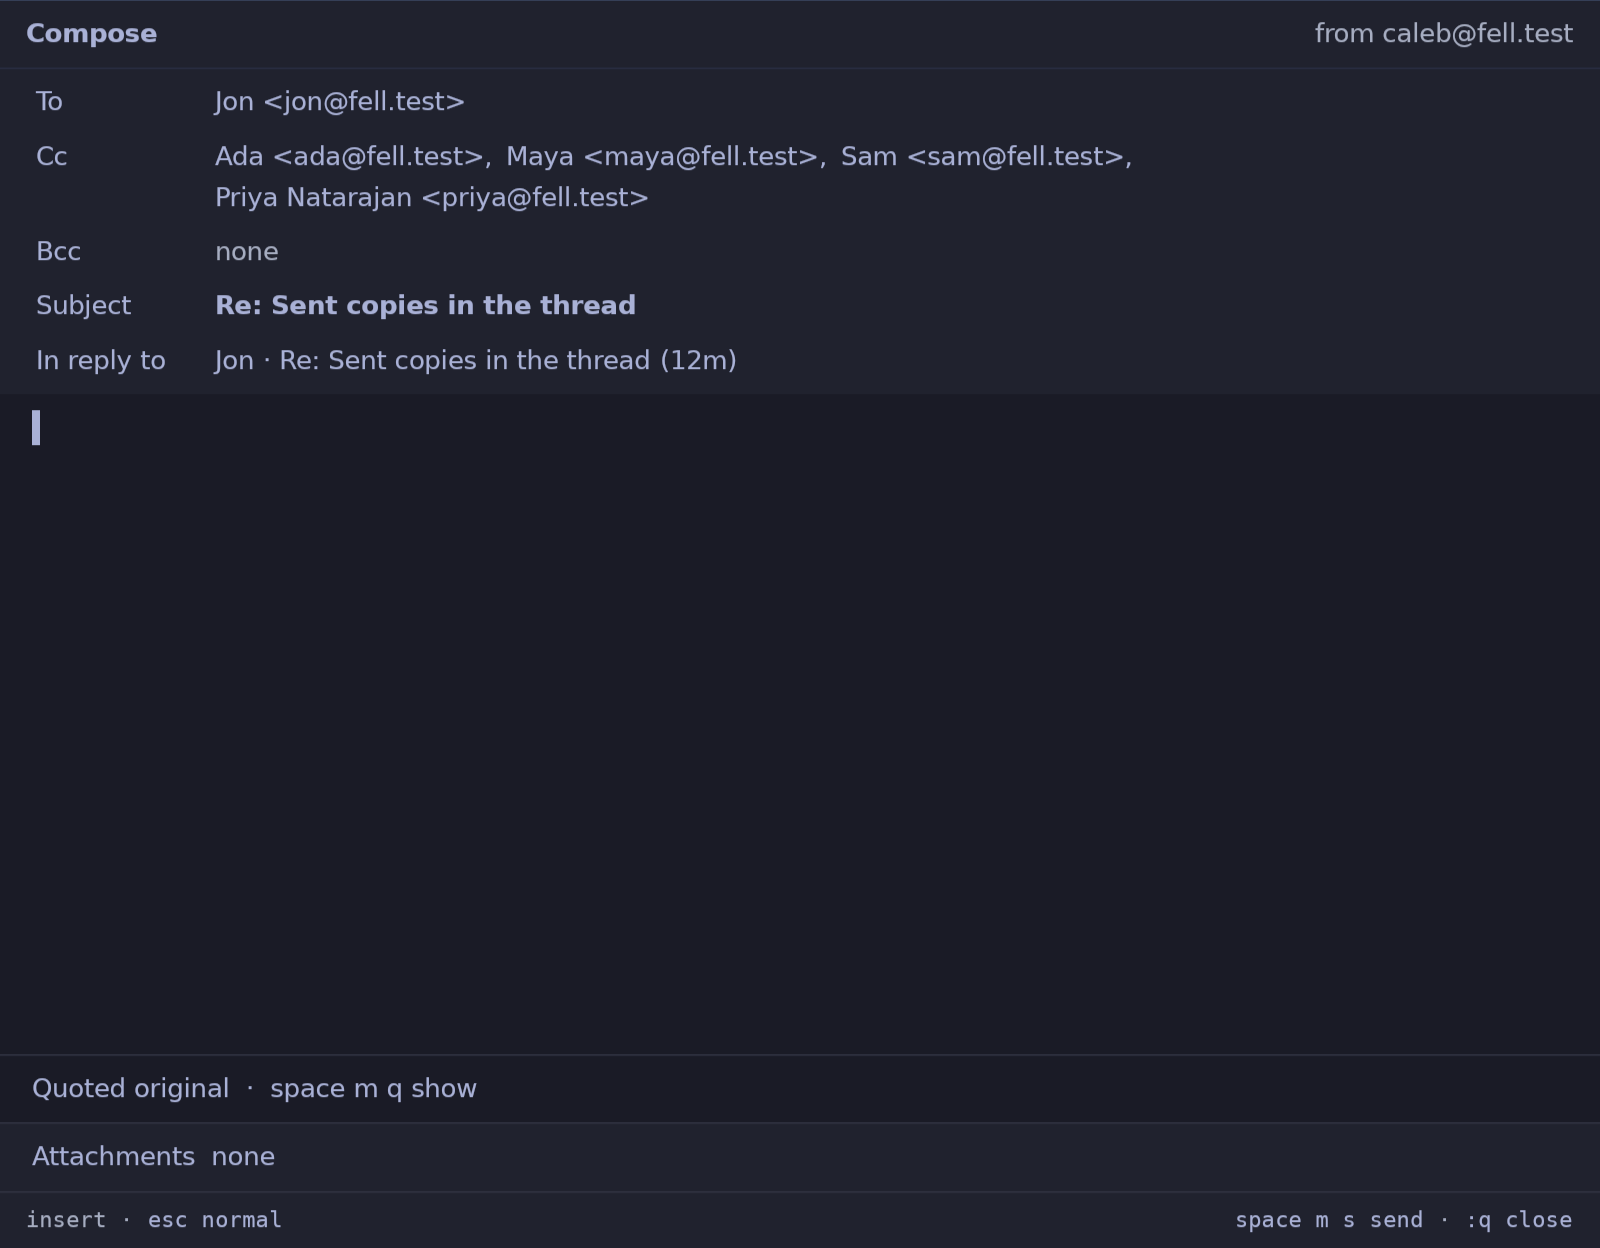 Compose from caleb@fell.test
To Jon <jon@fell.test>
Cc Ada <ada@fell.test>, Maya <maya@fell.test>, Sam <sam@fell.test>,
Priya Natarajan <priya@fell.test>
Bcc none
Subject Re: Sent copies in the thread
In reply to Jon · Re: Sent copies in the thread (12m)
Quoted original · space m q show
Attachments none
insert · esc normal space m s send · :q close